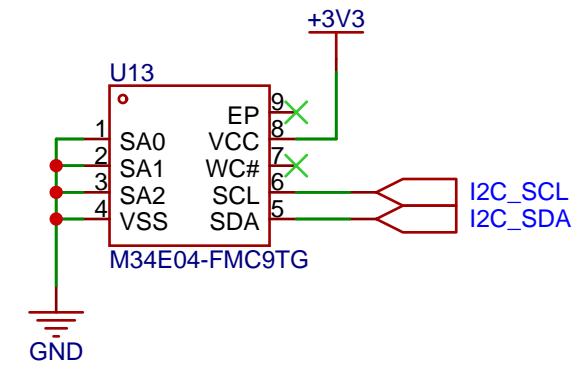 +3V3
U13
EP 9
1 SA0 VCC 8
2 SA1 WC# 7
3 SA2 SCL 6 I2C_SCL
4 VSS SDA 5 I2C_SDA
M34E04-FMC9TG
GND